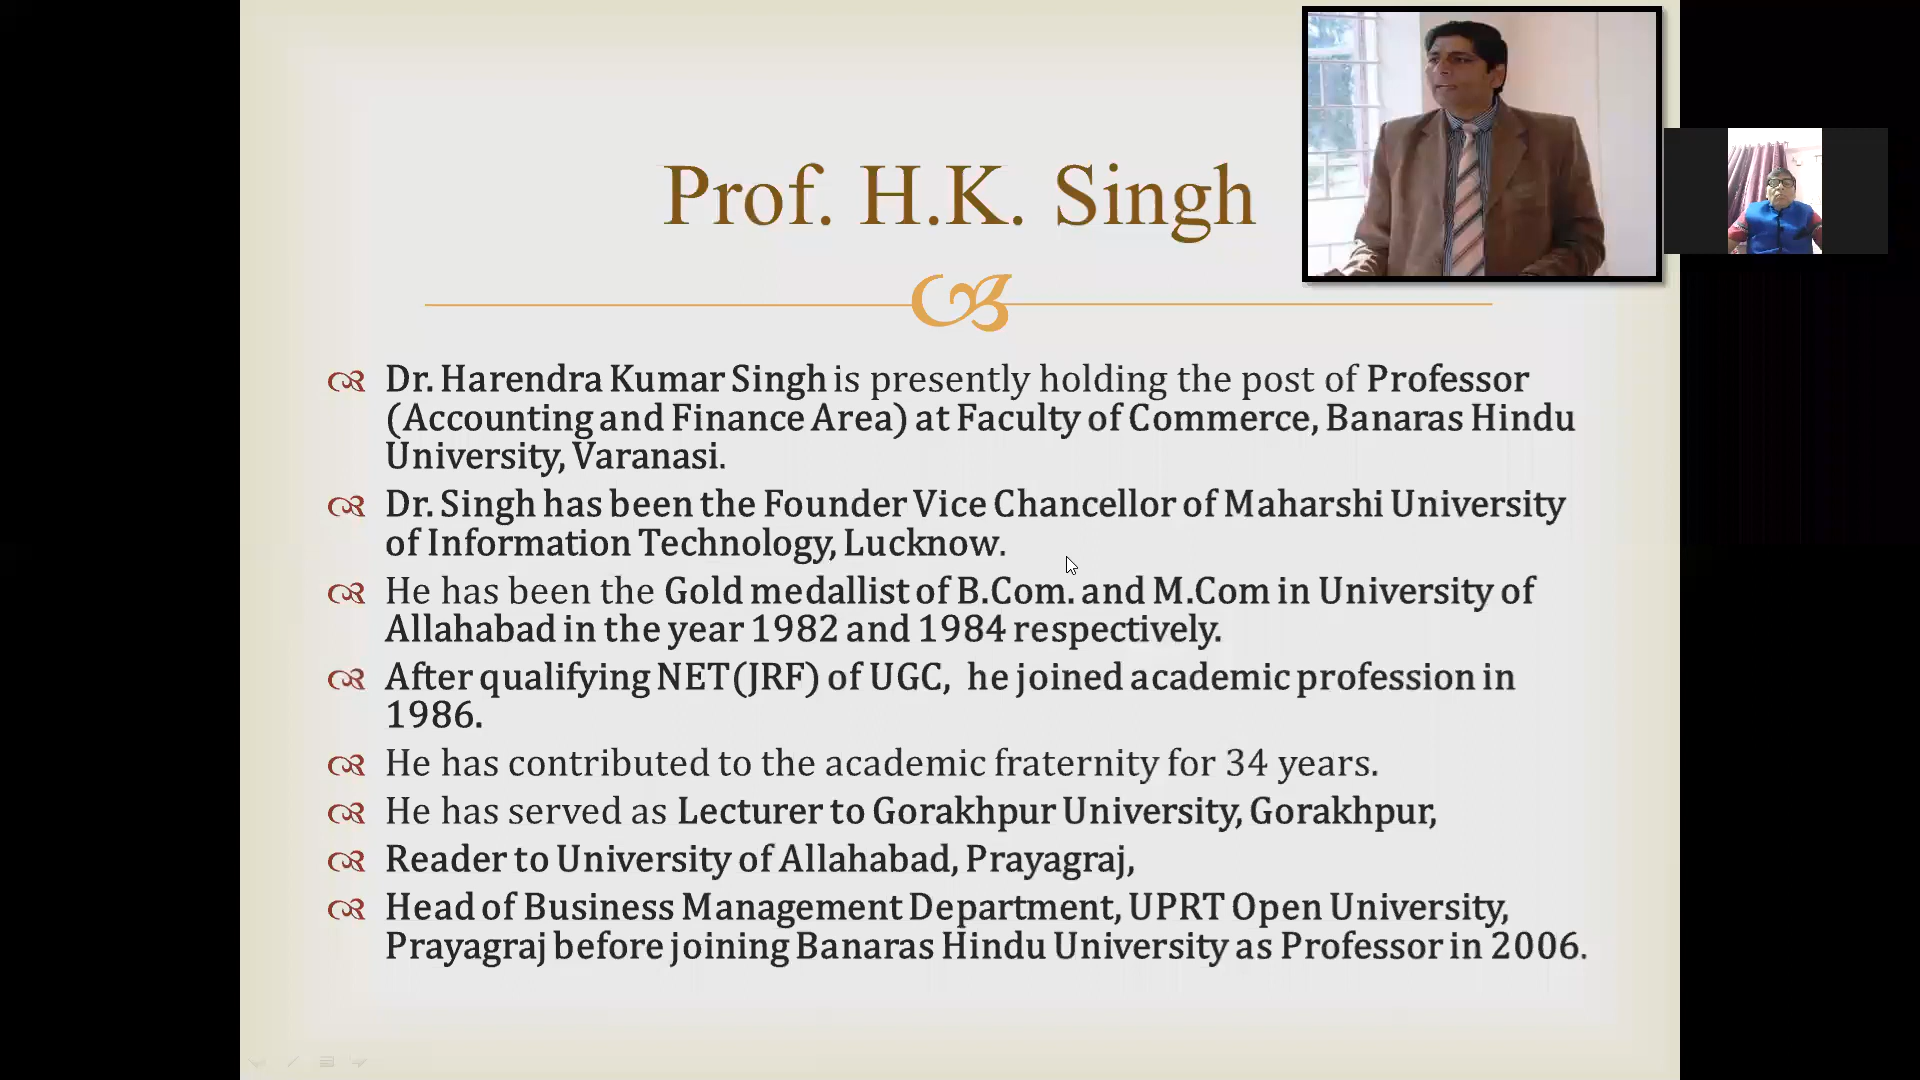 Prof. H.K. Singh
Dr. Harendra Kumar Singh is presently holding the post of Professor
(Accounting and Finance Area) at Faculty of Commerce, Banaras Hindu
University, Varanasi.
Dr. Singh has been the Founder Vice Chancellor of Maharshi University
of Information Technology, Lucknow.
He has been the Gold medallist of B.Com. and M.Com in University of
Allahabad in the year 1982 and 1984 respectively.
After qualifying NET(JRF) of UGC, he joined academic profession in
1986.
He has contributed to the academic fraternity for 34 years.
He has served as Lecturer to Gorakhpur University, Gorakhpur,
Reader to University of Allahabad, Prayagraj,
Head of Business Management Department, UPRT Open University,
Prayagraj before joining Banaras Hindu University as Professor in 2006.